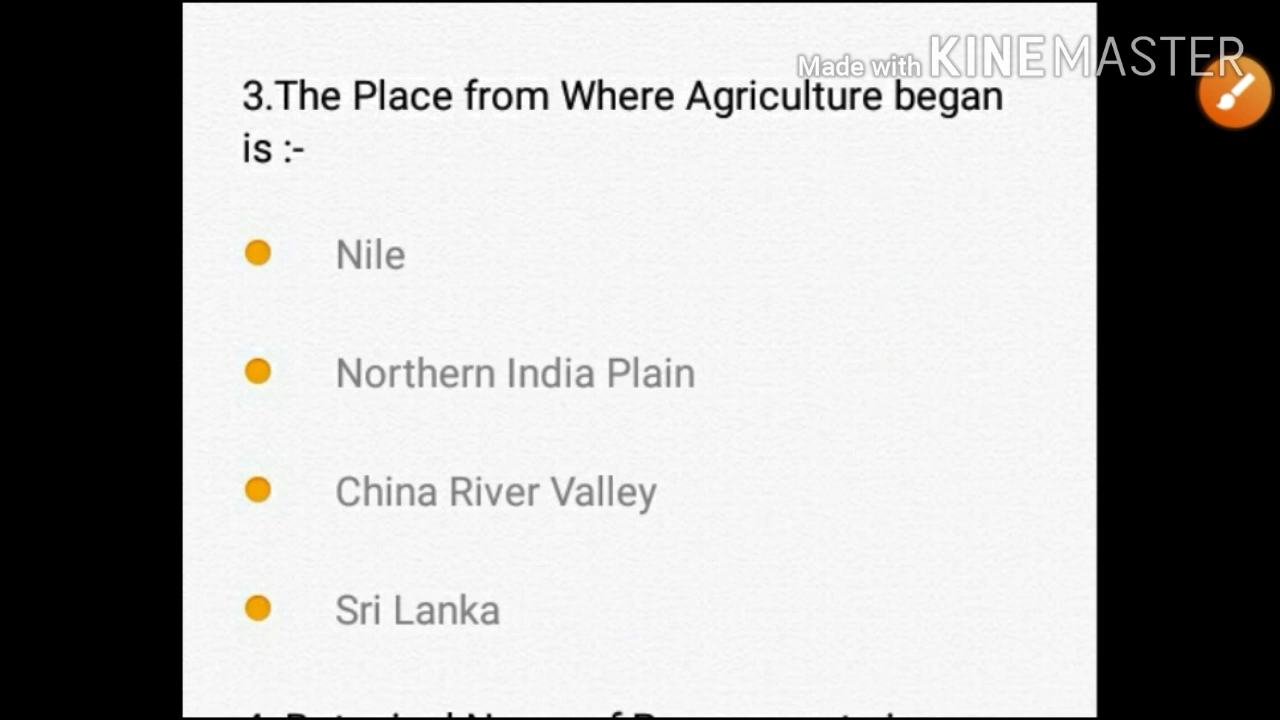 Made with KINEMASTER
3.The Place from Where Agriculture began
is :-
Nile
Northern India Plain
China River Valley
Sri Lanka